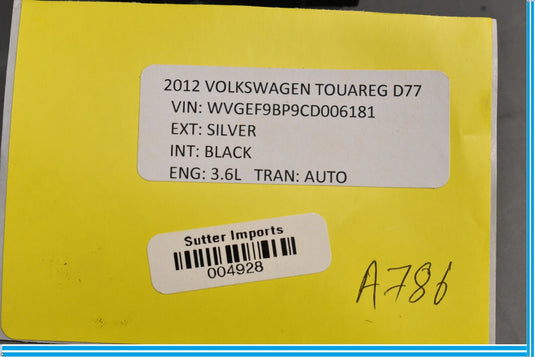 2012 VOLKSWAGEN TOUAREG D77
VIN: WVGEF9BP9CD006181
EXT: SILVER
INT: BLACK
ENG: 3.6L TRAN: AUTO
Sutter Imports
004928
A786